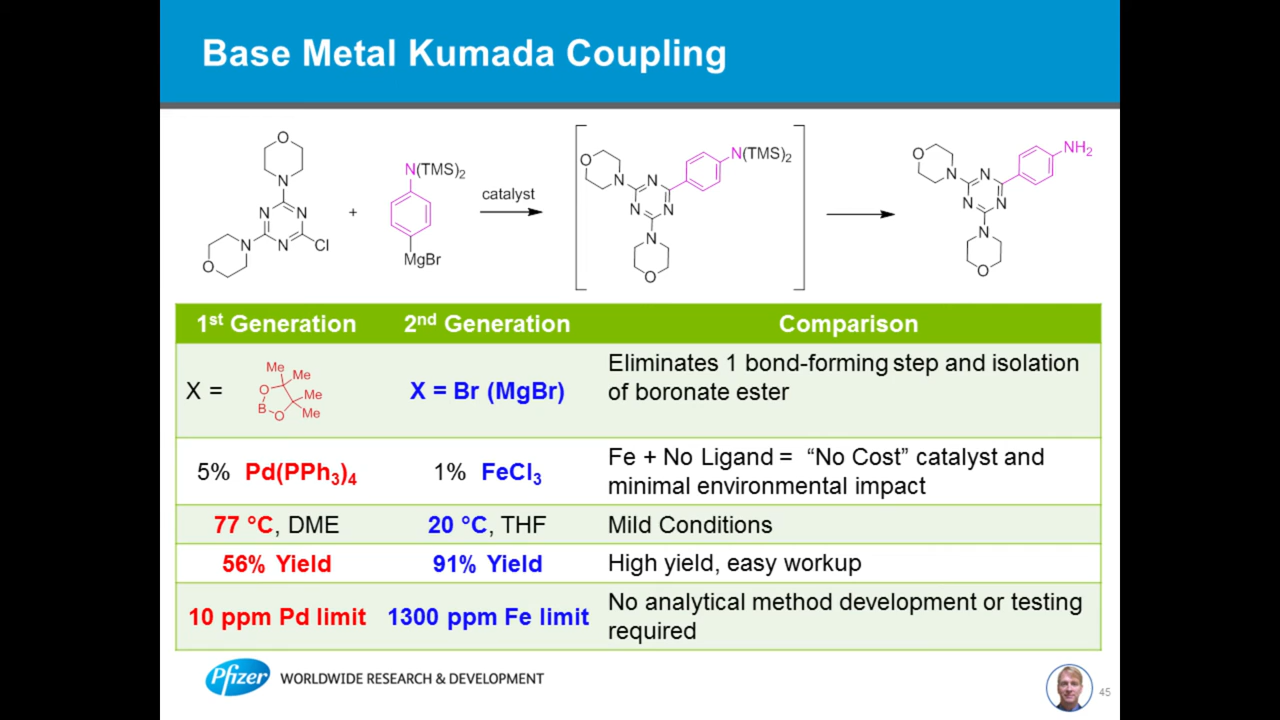 Base Metal Kumada Coupling
O
N
N
N
N
N
Cl
O
+
N(TMS)₂
MgBr
catalyst
O
N
N
N
N
N
O
N(TMS)₂
O
N
N
N
N
N
O
NH₂
1st Generation 2nd Generation Comparison
X =
Me
Me
O
Me
B
O
Me
X = Br (MgBr)
Eliminates 1 bond-forming step and isolation
of boronate ester
5% Pd(PPh₃)₄
1% FeCl₃
Fe + No Ligand = “No Cost” catalyst and
minimal environmental impact
77 °C, DME 20 °C, THF Mild Conditions
56% Yield 91% Yield High yield, easy workup
10 ppm Pd limit 1300 ppm Fe limit
No analytical method development or testing
required
Pfizer
WORLDWIDE RESEARCH & DEVELOPMENT
45